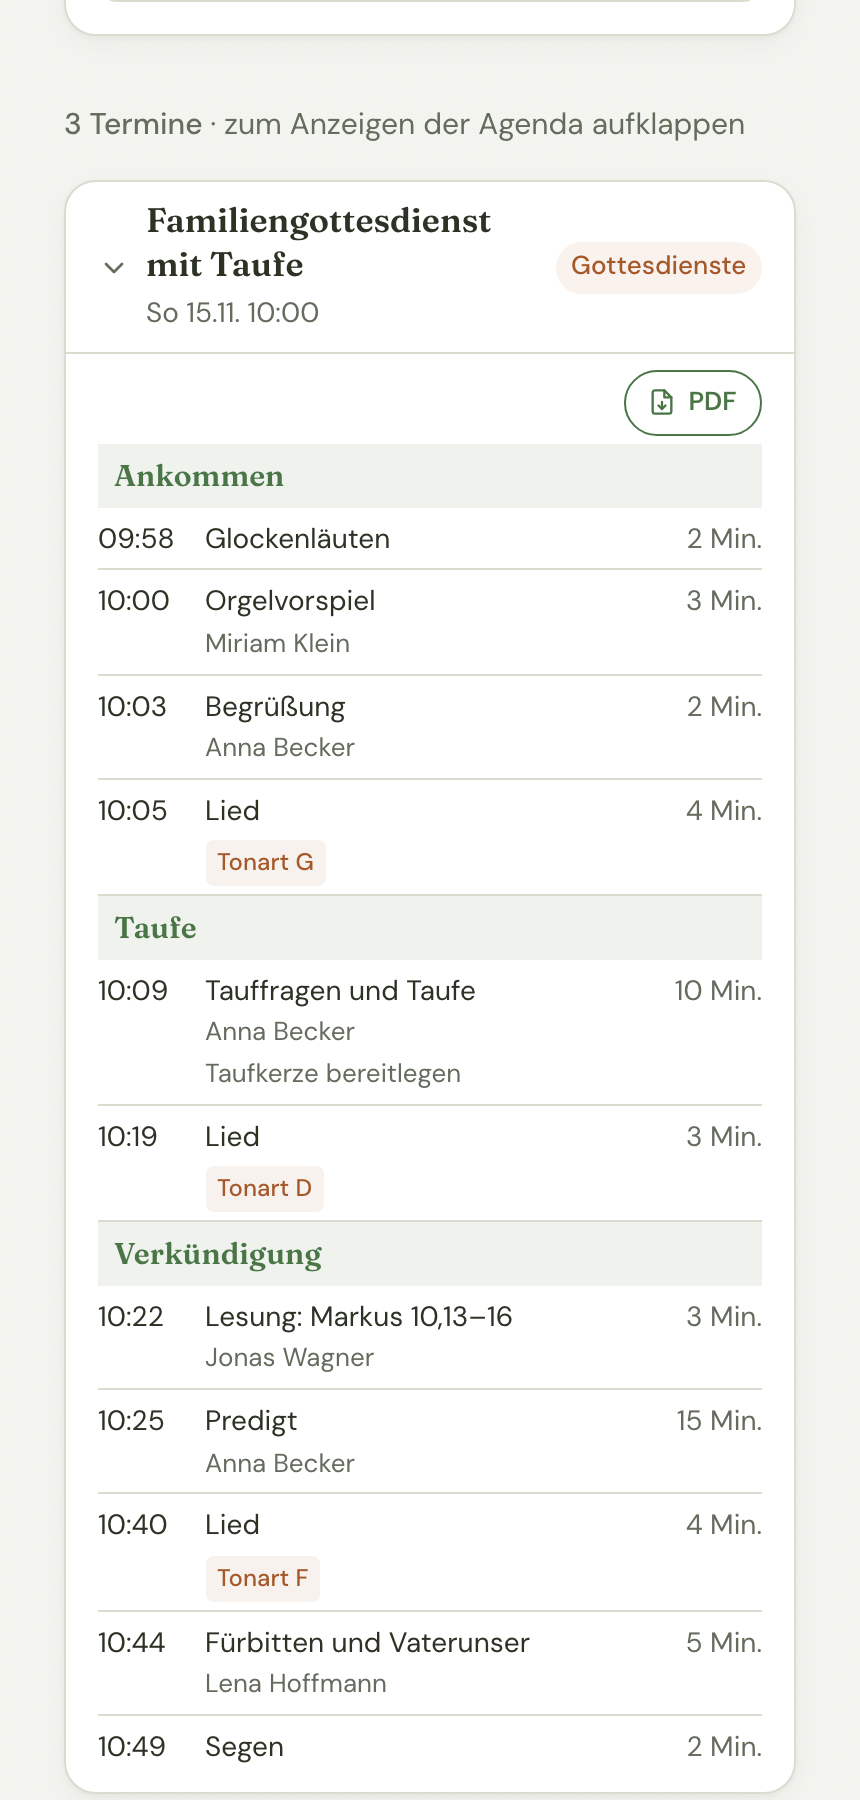 3 Termine · zum Anzeigen der Agenda aufklappen
Familiengottesdienst
mit Taufe
Gottesdienste
So 15.11. 10:00
PDF
Ankommen
09:58 Glockenläuten 2 Min.
10:00 Orgelvorspiel 3 Min.
Miriam Klein
10:03 Begrüßung 2 Min.
Anna Becker
10:05 Lied 4 Min.
Tonart G
Taufe
10:09 Tauffragen und Taufe 10 Min.
Anna Becker
Taufkerze bereitlegen
10:19 Lied 3 Min.
Tonart D
Verkündigung
10:22 Lesung: Markus 10,13–16 3 Min.
Jonas Wagner
10:25 Predigt 15 Min.
Anna Becker
10:40 Lied 4 Min.
Tonart F
10:44 Fürbitten und Vaterunser 5 Min.
Lena Hoffmann
10:49 Segen 2 Min.